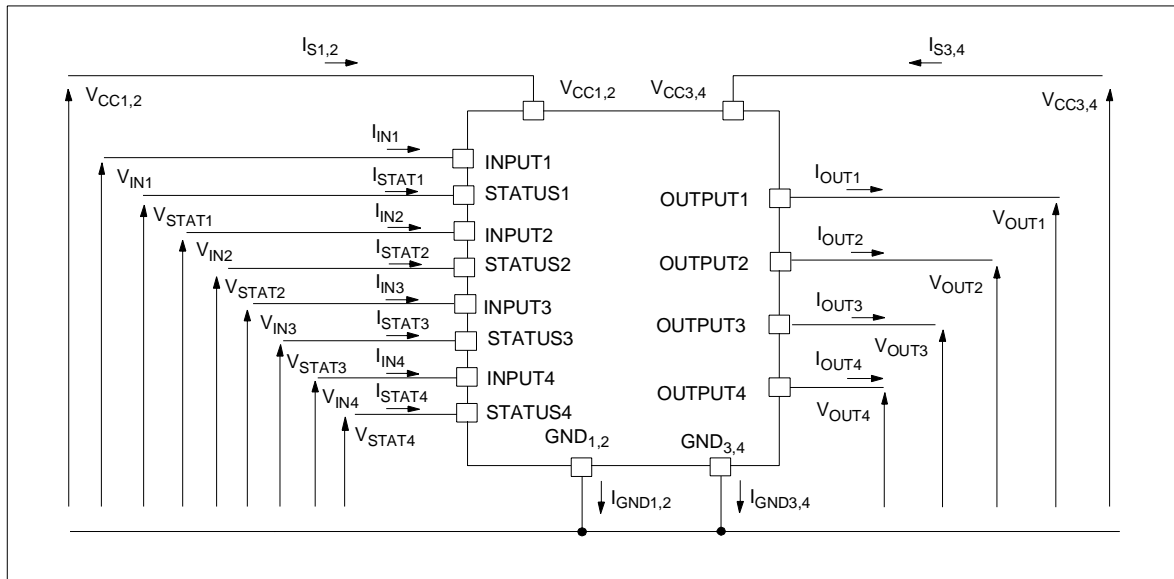 IS1,2
IS3,4
VCC1,2
VCC1,2
VCC3,4
VCC3,4
IIN1
INPUT1
VIN1
ISTAT1
STATUS1
VSTAT1
IIN2
INPUT2
VIN2
ISTAT2
STATUS2
VSTAT2
IIN3
INPUT3
VIN3
ISTAT3
STATUS3
VSTAT3
IIN4
INPUT4
VIN4
ISTAT4
STATUS4
VSTAT4
IOUT1
OUTPUT1
VOUT1
IOUT2
OUTPUT2
VOUT2
IOUT3
OUTPUT3
VOUT3
IOUT4
OUTPUT4
VOUT4
GND1,2
GND3,4
IGND1,2
IGND3,4